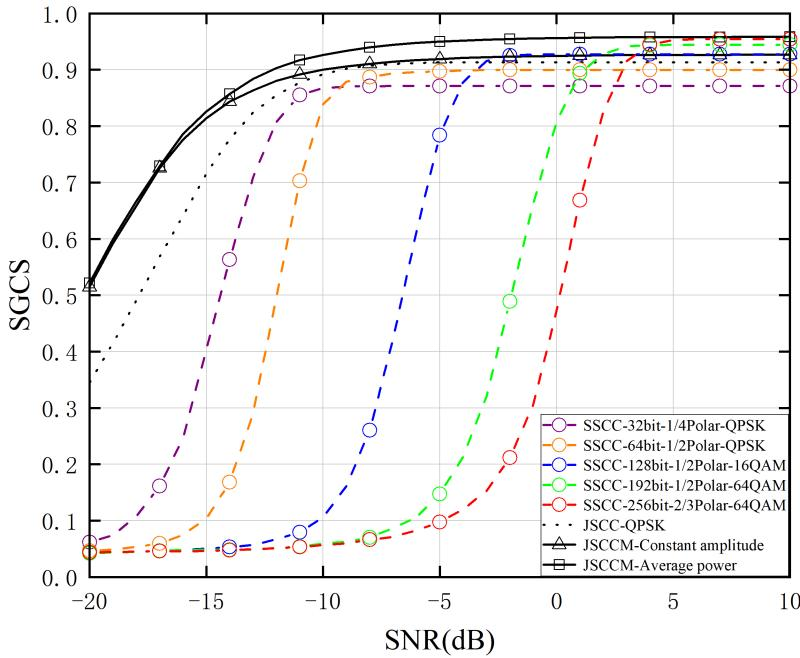 1.0
0.9
0.8
0.7
0.6
0.5
0.4
0.3
0.2
0.1
0.0
SGCS
-20
-15
-10
-5
0
5
10
SNR(dB)
SSCC-32bit-1/4Polar-QPSK
SSCC-64bit-1/2Polar-QPSK
SSCC-128bit-1/2Polar-16QAM
SSCC-192bit-1/2Polar-64QAM
SSCC-256bit-2/3Polar-64QAM
JSCC-QPSK
JSCCM-Constant amplitude
JSCCM-Average power